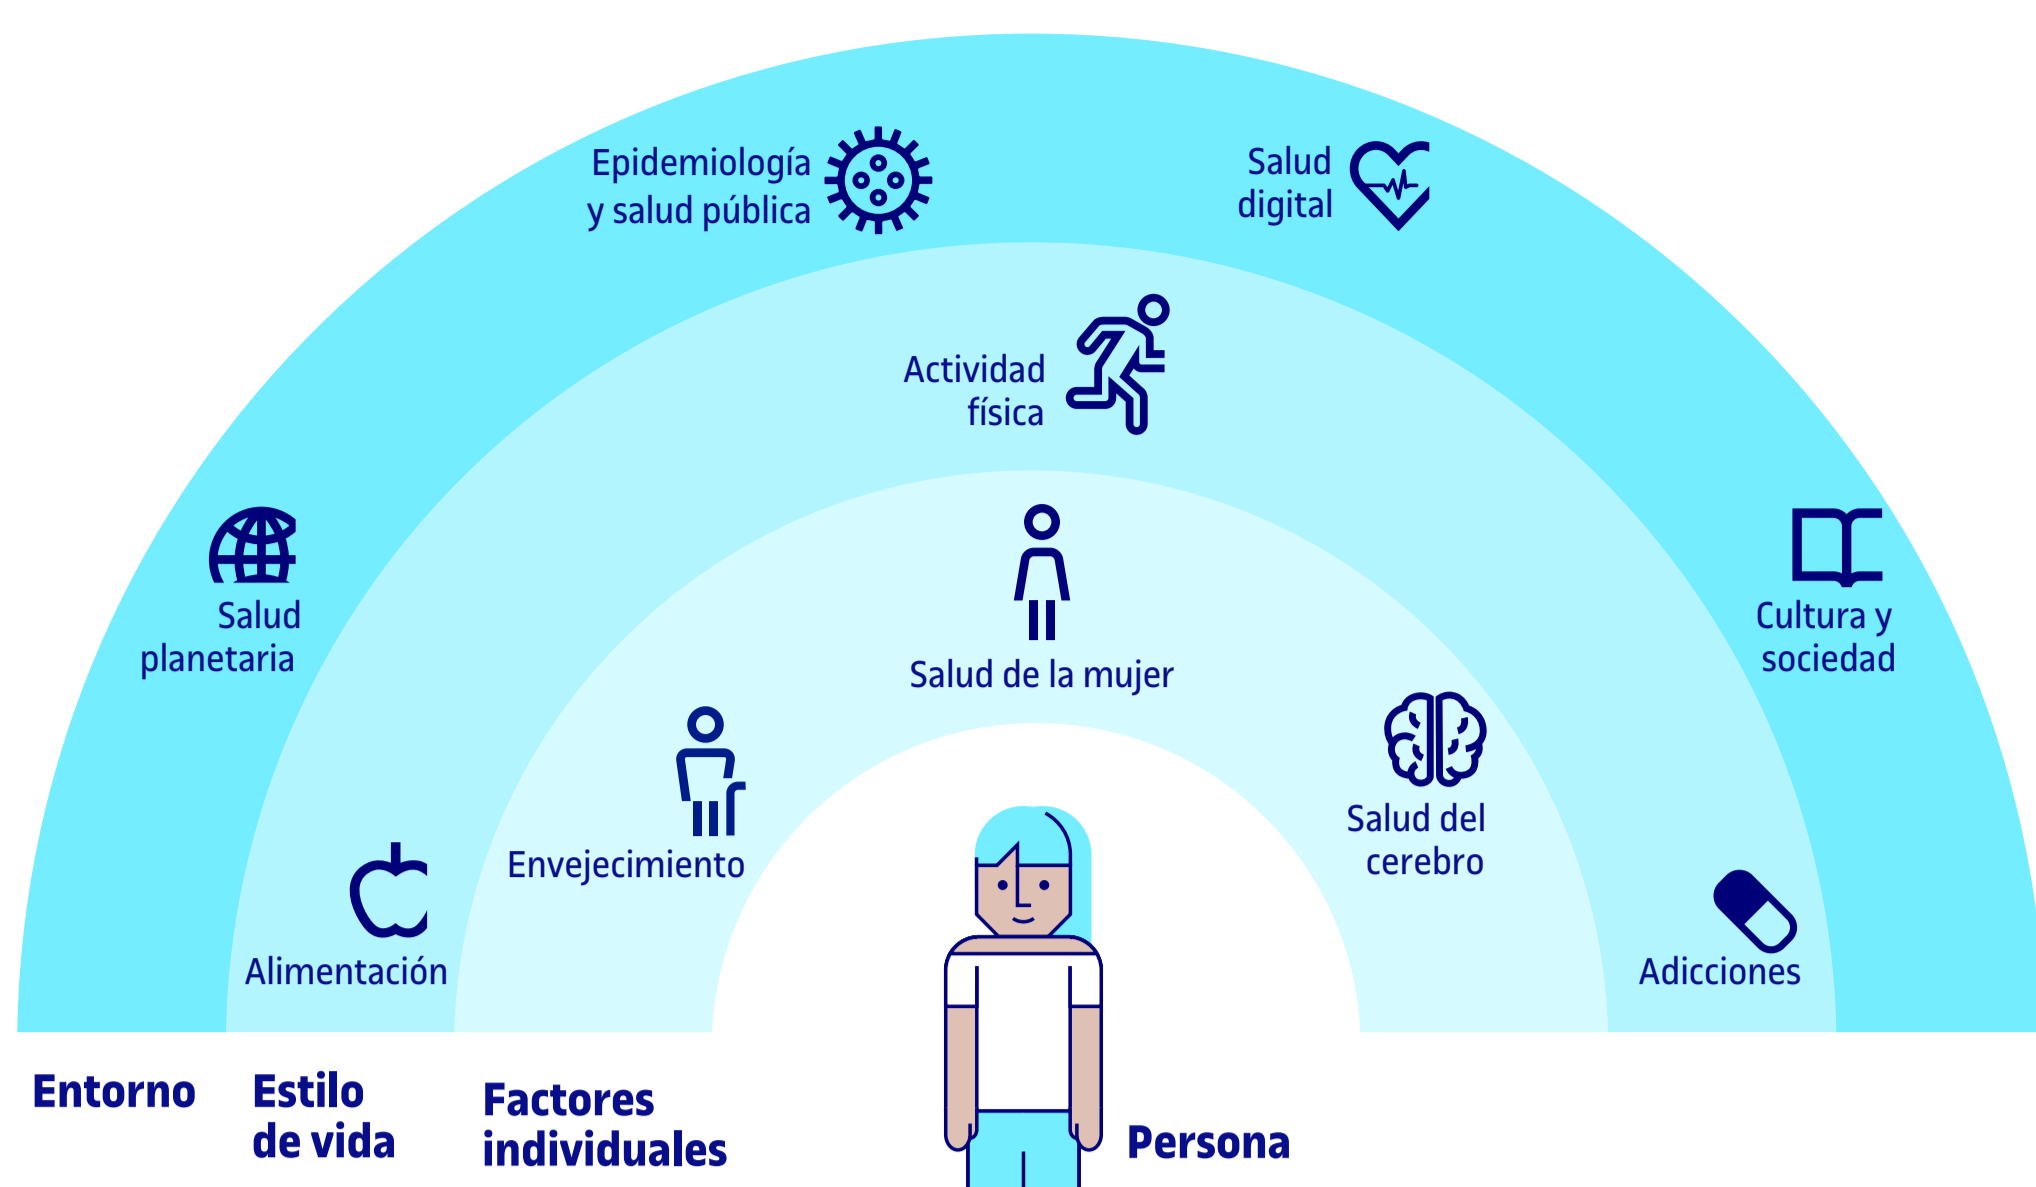 Epidemiología
y salud pública
Salud
digital
Actividad
física
Salud
planetaria
Salud de la mujer
Cultura y
sociedad
Envejecimiento
Salud del
cerebro
Alimentación
Adicciones
Entorno
Estilo
de vida
Factores
individuales
Persona